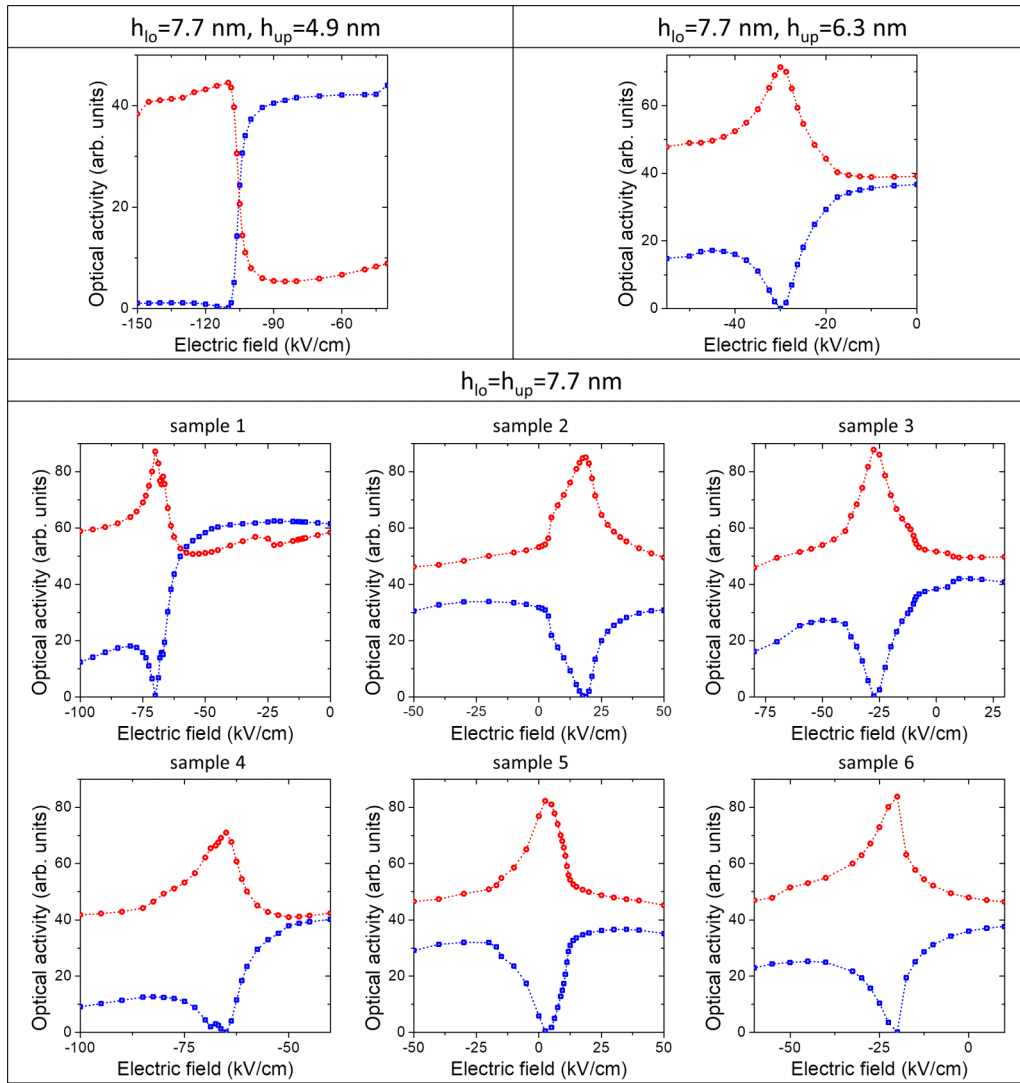 h_lo=7.7 nm, h_up=4.9 nm
h_lo=7.7 nm, h_up=6.3 nm
Optical activity (arb. units)
40
20
0
-150
-120
-90
-60
Electric field (kV/cm)
Optical activity (arb. units)
60
40
20
0
-40
-20
0
Electric field (kV/cm)
h_lo=h_up=7.7 nm
sample 1
Optical activity (arb. units)
80
60
40
20
0
-100
-75
-50
-25
0
Electric field (kV/cm)
sample 2
Optical activity (arb. units)
80
60
40
20
0
-50
-25
0
25
50
Electric field (kV/cm)
sample 3
Optical activity (arb. units)
80
60
40
20
0
-75
-50
-25
0
25
Electric field (kV/cm)
sample 4
Optical activity (arb. units)
80
60
40
20
0
-100
-75
-50
Electric field (kV/cm)
sample 5
Optical activity (arb. units)
80
60
40
20
0
-50
-25
0
25
50
Electric field (kV/cm)
sample 6
Optical activity (arb. units)
80
60
40
20
0
-50
-25
0
Electric field (kV/cm)